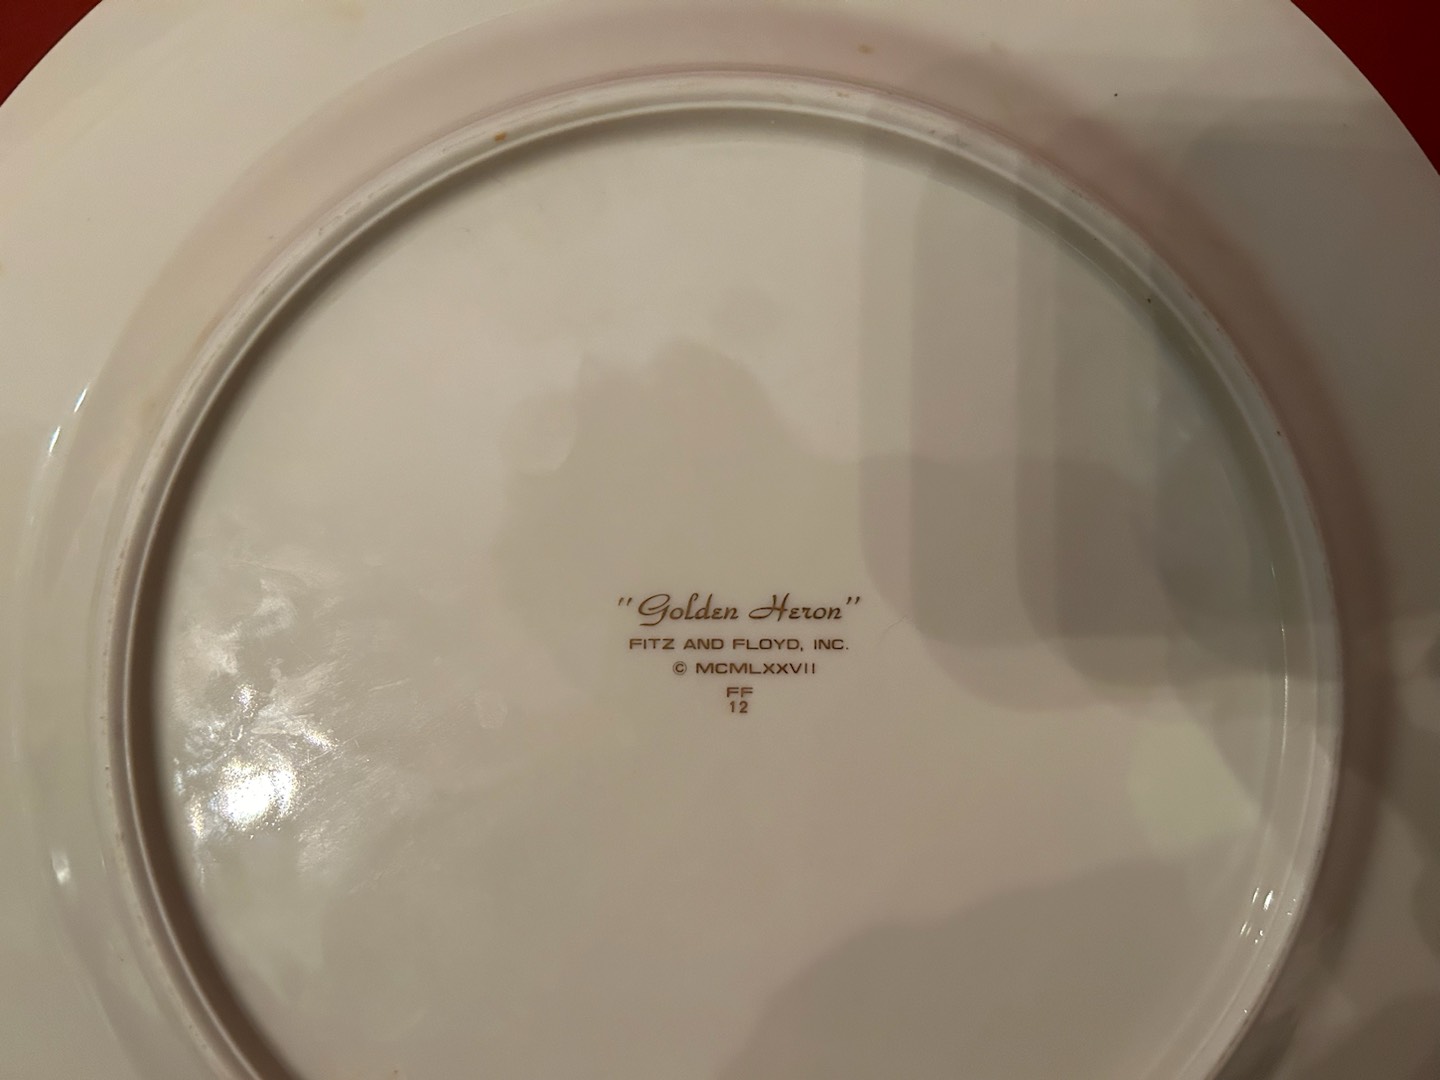 "Golden Heron"
FITZ AND FLOYD, INC.
© MCMLXXVII
FF
12